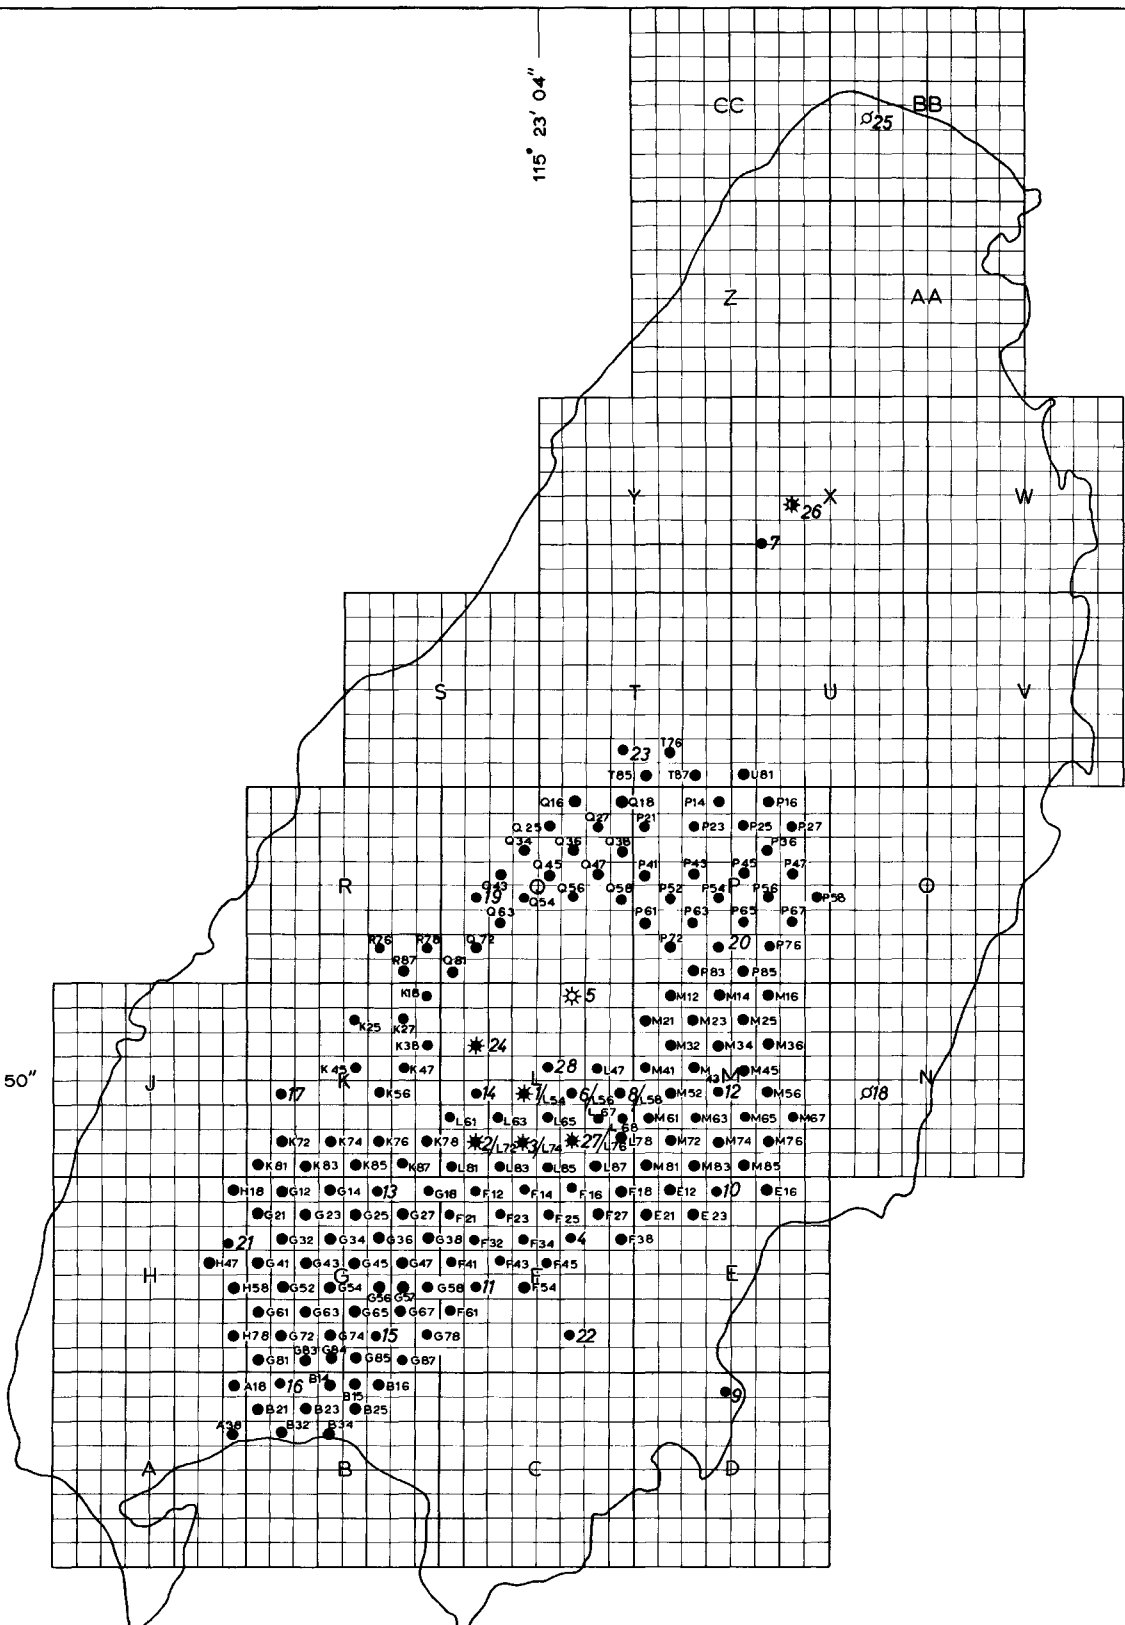 115° 23' 04"
CC BB
25
Z AA
Y X W
26
7
S T U V
23 T76
T85 T87 U81
Q16 Q18 P14 P16
Q25 Q27 P21 P23 P25 P27
Q34 Q36 Q38 P36
Q45 Q47 P41 P43 P45 P47
R Q43 Q P O
19 Q54 Q56 Q58 P52 P54 P56 P58
Q63 P61 P63 P65 P67
R76 R78 Q72 P72 20 P76
R87 Q81 P83 P85
K18 5 M12 M14 M16
K25 K27 M21 M23 M25
K38 24 M32 M34 M36
K45 K47 28 L47 M41 M43 M45
50" J K L M N
17 K56 14 1/L54 6/L56 8/L58 M52 12 M56 18
L61 L63 L65 L67 L68 M61 M63 M65 M67
K72 K74 K76 K78 2/L72 3/L74 27/L76 L78 M72 M74 M76
K81 K83 K85 K87 L81 L83 L85 L87 M81 M83 M85
H18 G12 G14 13 G18 F12 F14 F16 F18 E12 10 E16
G21 G23 G25 G27 F21 F23 F25 F27 E21 E23
21 G32 G34 G36 G38 F32 F34 4 F38
H47 G41 G43 G45 G47 F41 F43 F45
H G F E
H58 G52 G54 G56 G57 G58 11 F54
G61 G63 G65 G67 F61
H78 G72 G74 15 G78 22
G81 G83 G84 G85 G87
A18 16 B14 B15 B16 9
B21 B23 B25
A38 B32 B34
A B C D